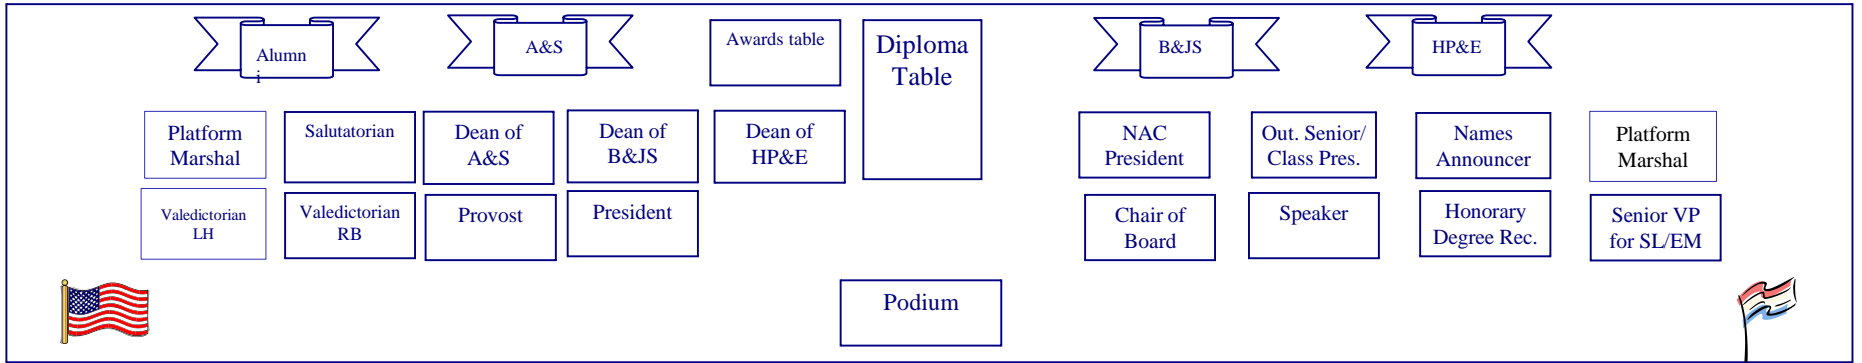 Alumn
i
A&S
Awards table
Diploma
Table
B&JS
HP&E
Platform
Marshal
Salutatorian
Dean of
A&S
Dean of
B&JS
Dean of
HP&E
NAC
President
Out. Senior/
Class Pres.
Names
Announcer
Platform
Marshal
Valedictorian
LH
Valedictorian
RB
Provost
President
Chair of
Board
Speaker
Honorary
Degree Rec.
Senior VP
for SL/EM
Podium